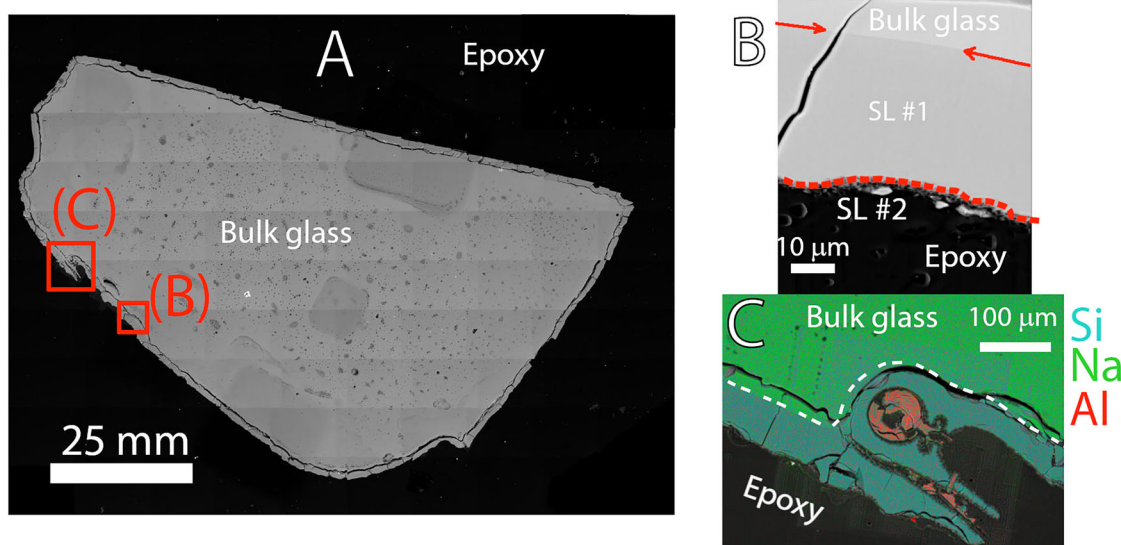 A
Epoxy
Bulk glass
(C)
(B)
25 mm
B
Bulk glass
SL #1
SL #2
10 μm
Epoxy
C
Bulk glass
100 μm
Si
Na
Al
Epoxy